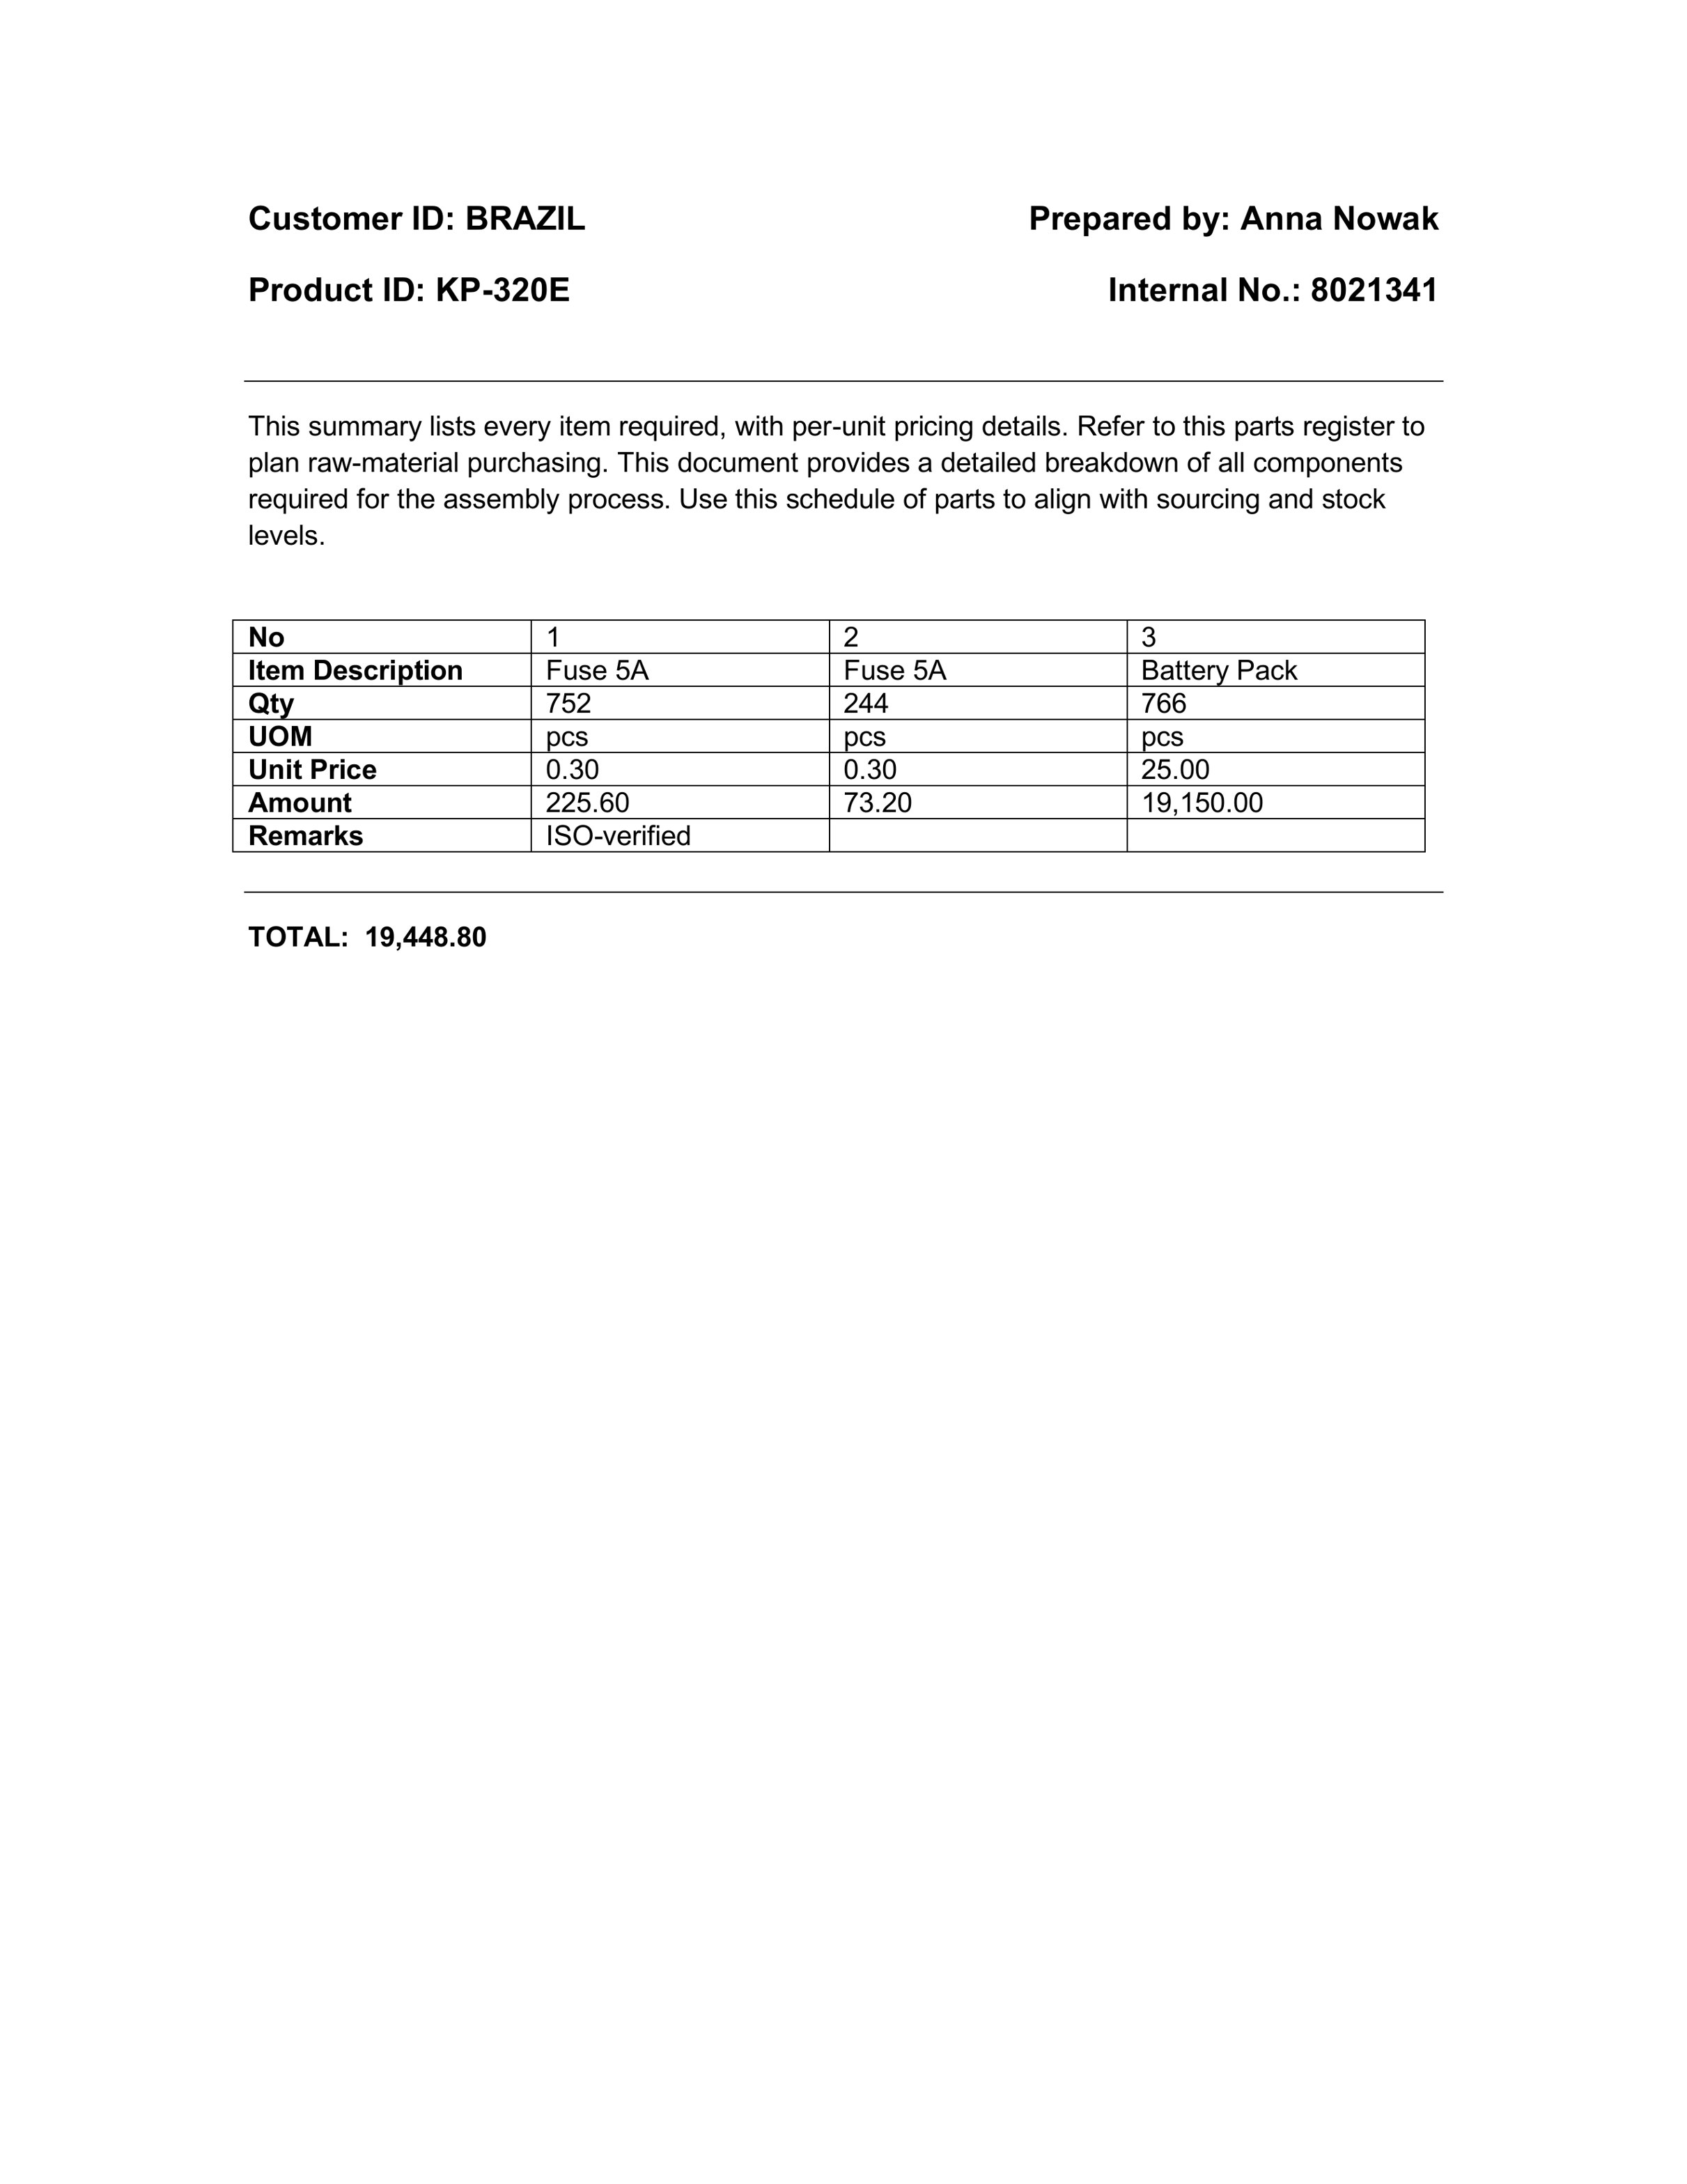 Customer ID: BRAZIL Prepared by: Anna Nowak
Product ID: KP-320E Internal No.: 8021341
This summary lists every item required, with per-unit pricing details. Refer to this parts register to
plan raw-material purchasing. This document provides a detailed breakdown of all components
required for the assembly process. Use this schedule of parts to align with sourcing and stock
levels.
No 1 2 3
Item Description Fuse 5A Fuse 5A Battery Pack
Qty 752 244 766
UOM pcs pcs pcs
Unit Price 0.30 0.30 25.00
Amount 225.60 73.20 19,150.00
Remarks ISO-verified
TOTAL: 19,448.80